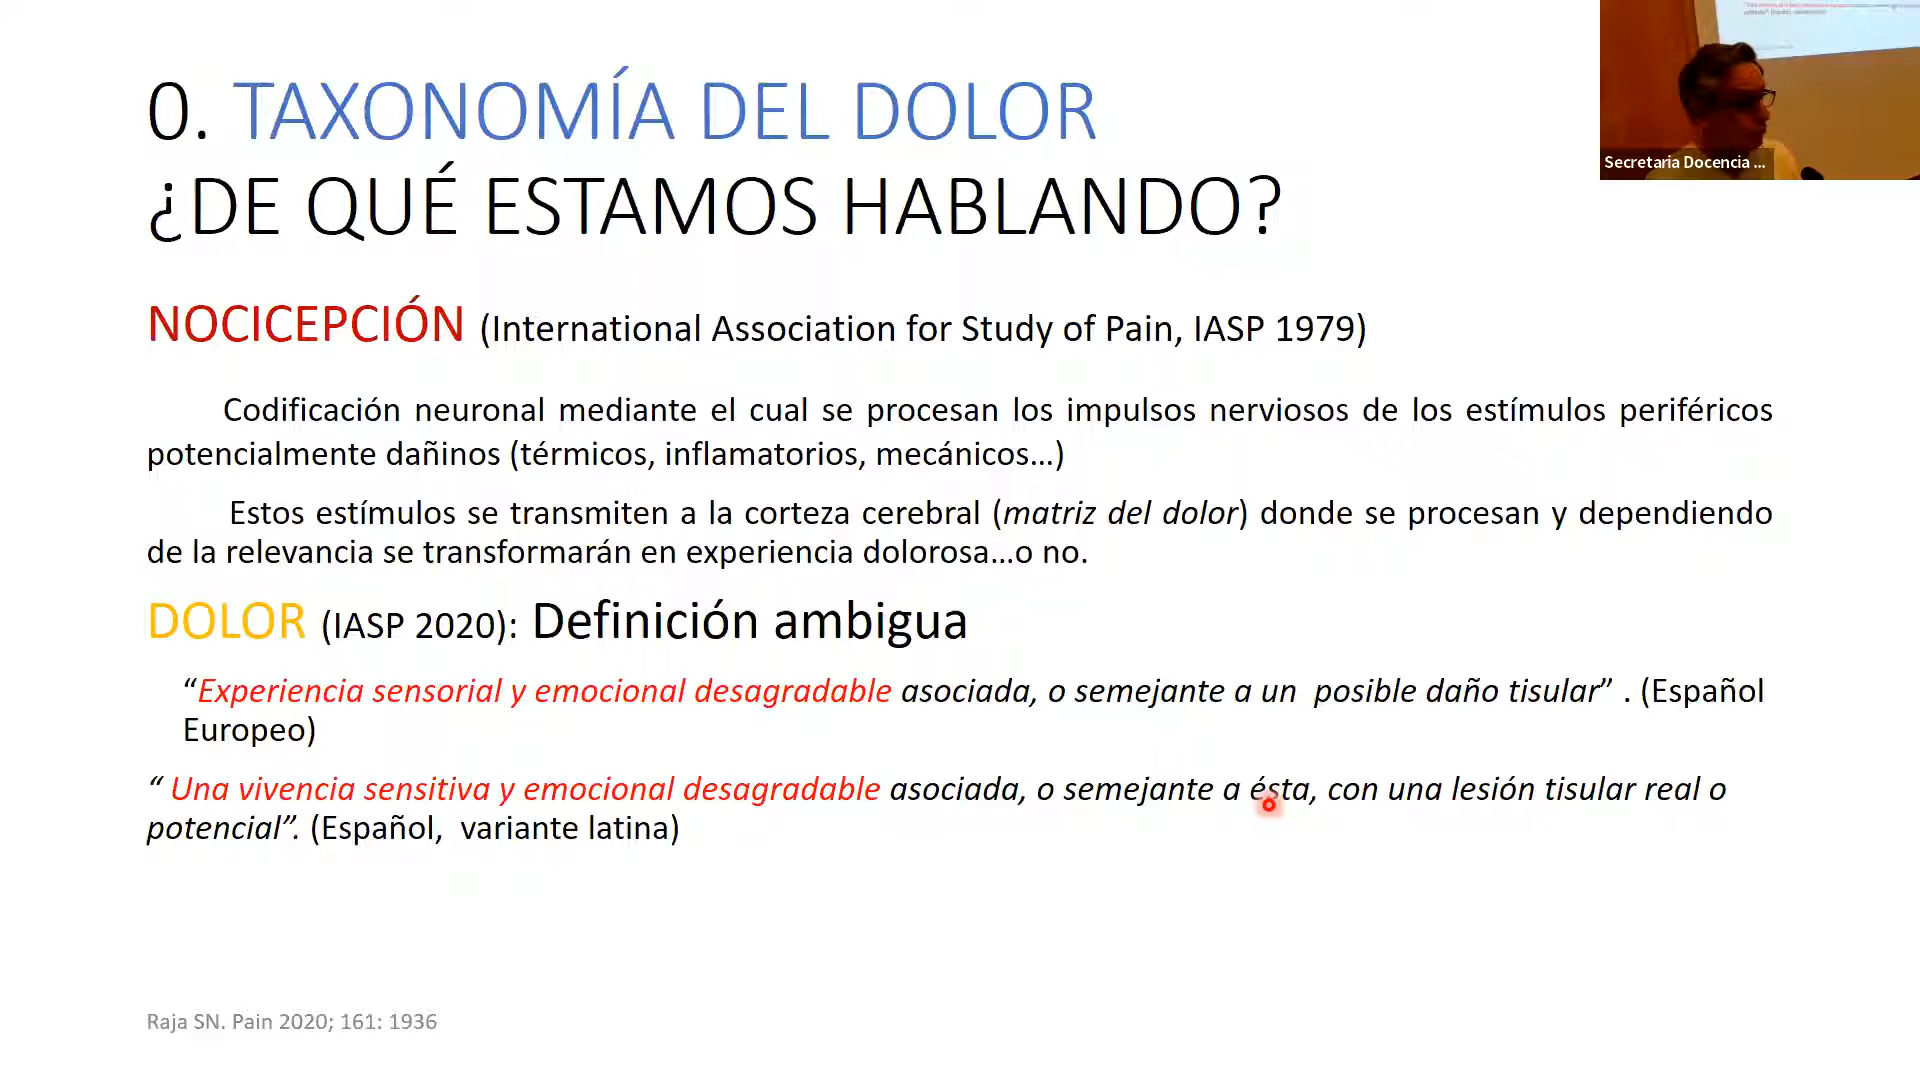 0. TAXONOMÍA DEL DOLOR
¿DE QUÉ ESTAMOS HABLANDO?
Secretaria Docencia ...
NOCICEPCIÓN (International Association for Study of Pain, IASP 1979)
Codificación neuronal mediante el cual se procesan los impulsos nerviosos de los estímulos periféricos
potencialmente dañinos (térmicos, inflamatorios, mecánicos...)
Estos estímulos se transmiten a la corteza cerebral (matriz del dolor) donde se procesan y dependiendo
de la relevancia se transformarán en experiencia dolorosa...o no.
DOLOR (IASP 2020): Definición ambigua
“Experiencia sensorial y emocional desagradable asociada, o semejante a un posible daño tisular” . (Español
Europeo)
“ Una vivencia sensitiva y emocional desagradable asociada, o semejante a ésta, con una lesión tisular real o
potencial”. (Español, variante latina)
Raja SN. Pain 2020; 161: 1936